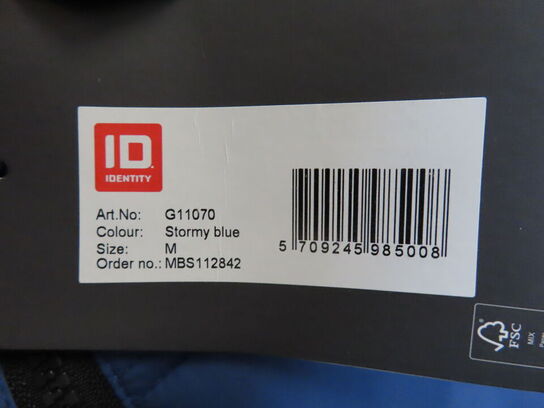 ID
IDENTITY
Art.No: G11070
Colour: Stormy blue
Size: M
Order no.: MBS112842
5 709245 985008
FSC
MIX